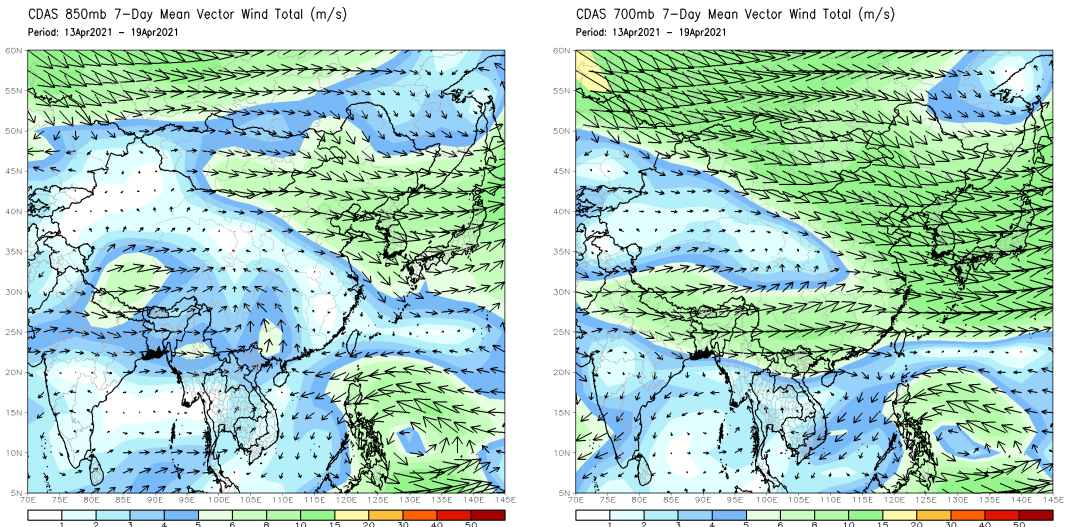 CDAS 850mb 7-Day Mean Vector Wind Total (m/s)
Period: 13Apr2021 - 19Apr2021
60N
55N
50N
45N
40N
35N
30N
25N
20N
15N
10N
5N
70E 75E 80E 85E 90E 95E 100E 105E 110E 115E 120E 125E 130E 135E 140E 145E
1 2 3 4 5 6 8 10 15 20 30 40 50
CDAS 700mb 7-Day Mean Vector Wind Total (m/s)
Period: 13Apr2021 - 19Apr2021
60N
55N
50N
45N
40N
35N
30N
25N
20N
15N
10N
5N
70E 75E 80E 85E 90E 95E 100E 105E 110E 115E 120E 125E 130E 135E 140E 145E
1 2 3 4 5 6 8 10 15 20 30 40 50